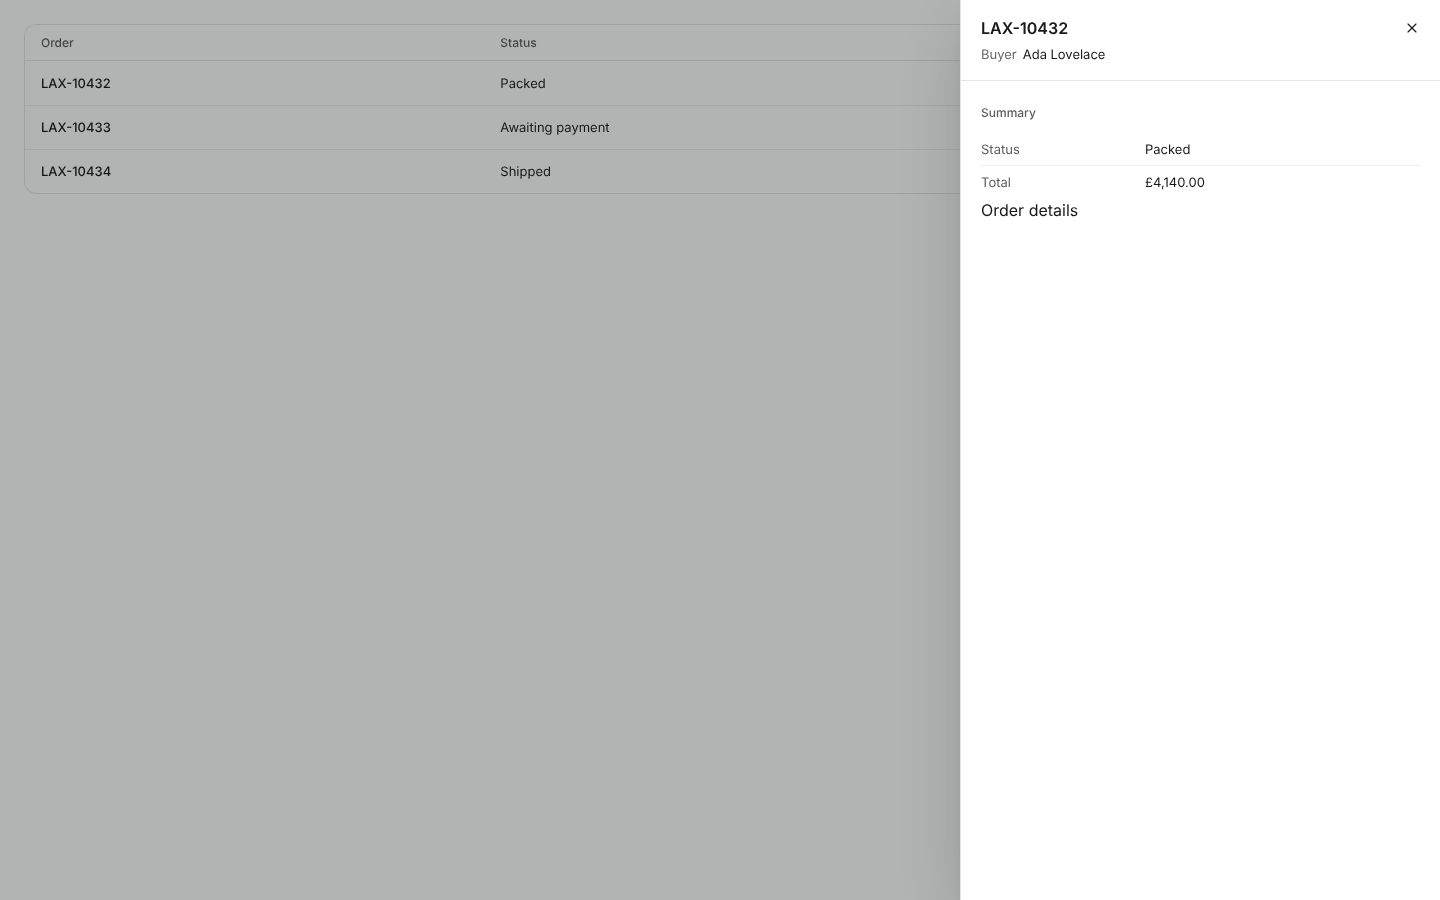 Order Status
LAX-10432 Packed
LAX-10433 Awaiting payment
LAX-10434 Shipped
LAX-10432
Buyer Ada Lovelace
Summary
Status Packed
Total £4,140.00
Order details